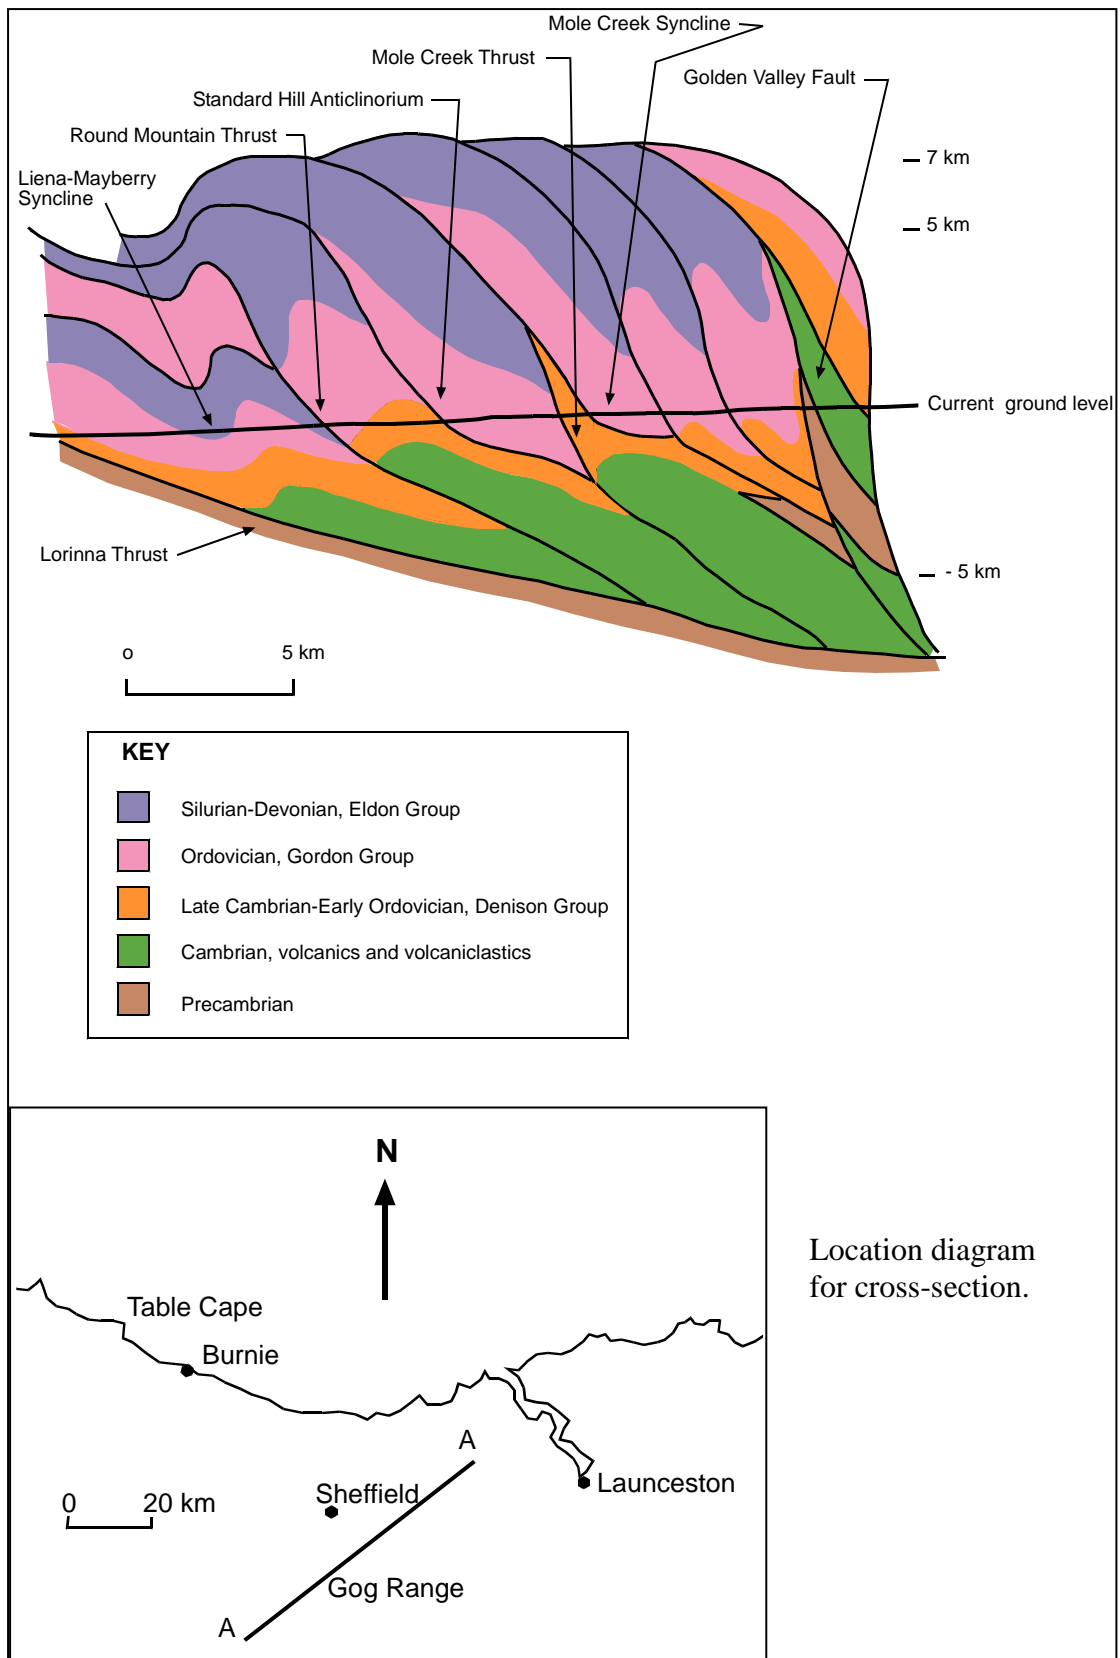 Mole Creek Syncline
Mole Creek Thrust
Golden Valley Fault
Standard Hill Anticlinorium
Round Mountain Thrust
Liena-Mayberry
Syncline
7 km
5 km
Current ground level
Lorinna Thrust
- 5 km
o 5 km
KEY
Silurian-Devonian, Eldon Group
Ordovician, Gordon Group
Late Cambrian-Early Ordovician, Denison Group
Cambrian, volcanics and volcaniclastics
Precambrian
N
Table Cape
Burnie
A
Launceston
Sheffield
0 20 km
Gog Range
A
Location diagram
for cross-section.